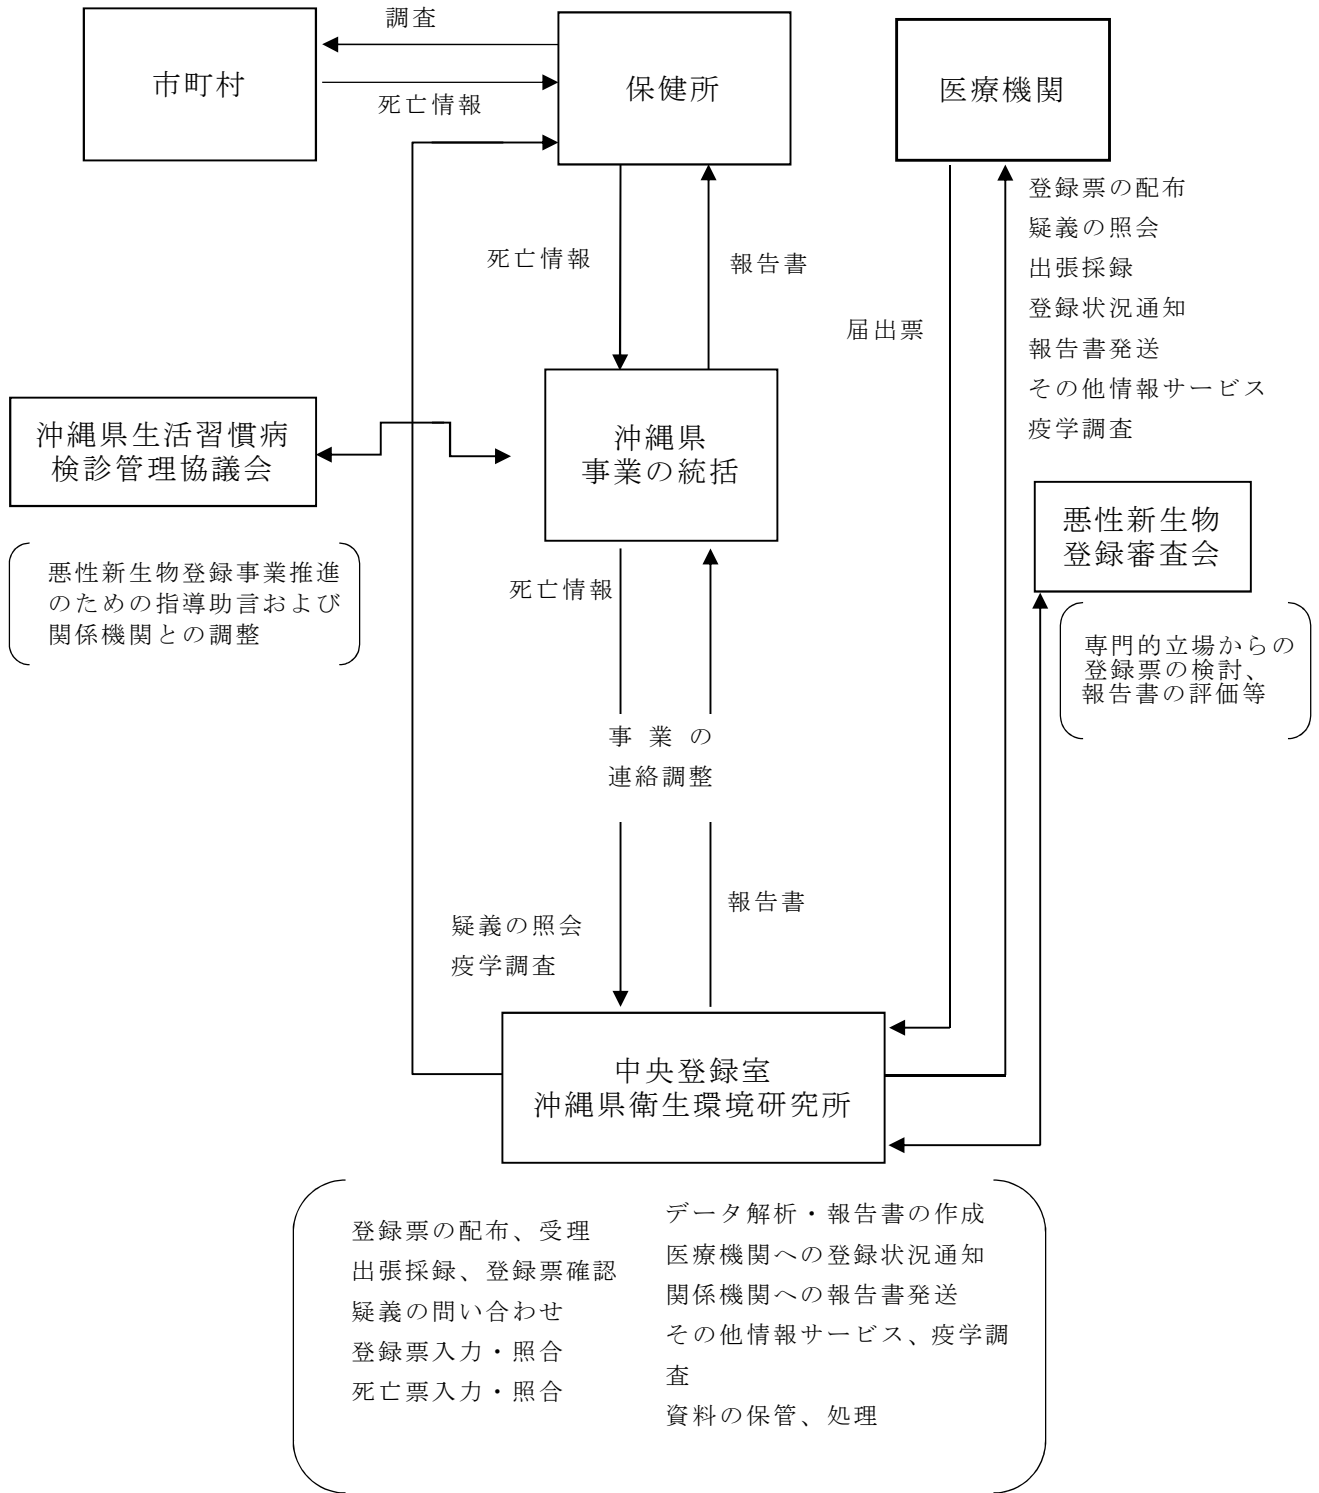 調査
市町村
保健所
医療機関
死亡情報
登録票の配布
疑義の照会
出張採録
登録状況通知
報告書発送
その他情報サービス
疫学調査
死亡情報
報告書
届出票
沖縄県生活習慣病
検診管理協議会
沖縄県
事業の統括
悪性新生物
登録審査会
悪性新生物登録事業推進
のための指導助言および
関係機関との調整
死亡情報
専門的立場からの
登録票の検討、
報告書の評価等
事業の
連絡調整
報告書
疑義の照会
疫学調査
中央登録室
沖縄県衛生環境研究所
登録票の配布、受理
出張採録、登録票確認
疑義の問い合わせ
登録票入力・照合
死亡票入力・照合
データ解析・報告書の作成
医療機関への登録状況通知
関係機関への報告書発送
その他情報サービス、疫学調
査
資料の保管、処理